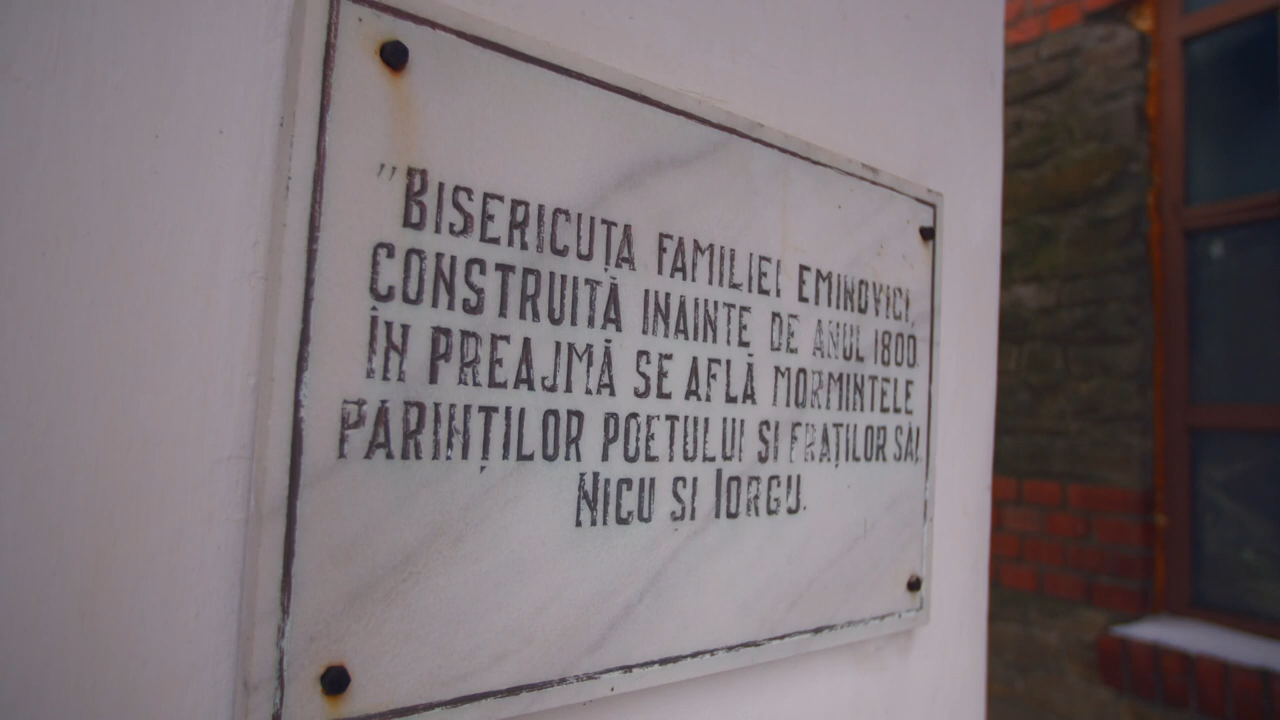 "BISERICUȚA FAMILIEI EMINOVICI,
CONSTRUITĂ INAINTE DE ANUL 1800.
ÎN PREAJMĂ SE AFLĂ MORMINTELE
PĂRINȚILOR POETULUI SI FRAȚILOR SĂI,
NICU ȘI IORGU.